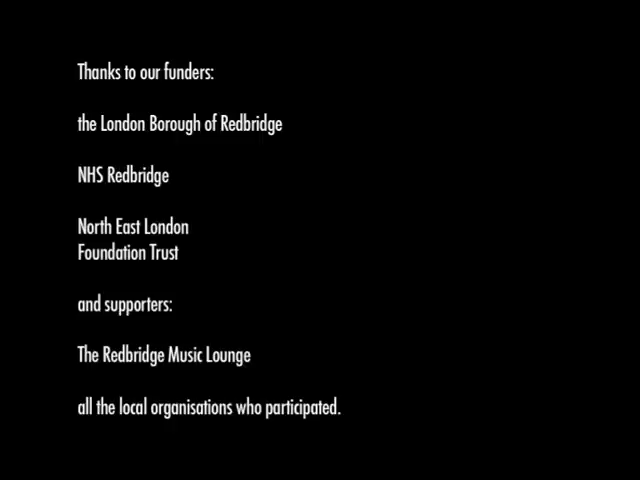 Thanks to our funders:
the London Borough of Redbridge
NHS Redbridge
North East London
Foundation Trust
and supporters:
The Redbridge Music Lounge
all the local organisations who participated.